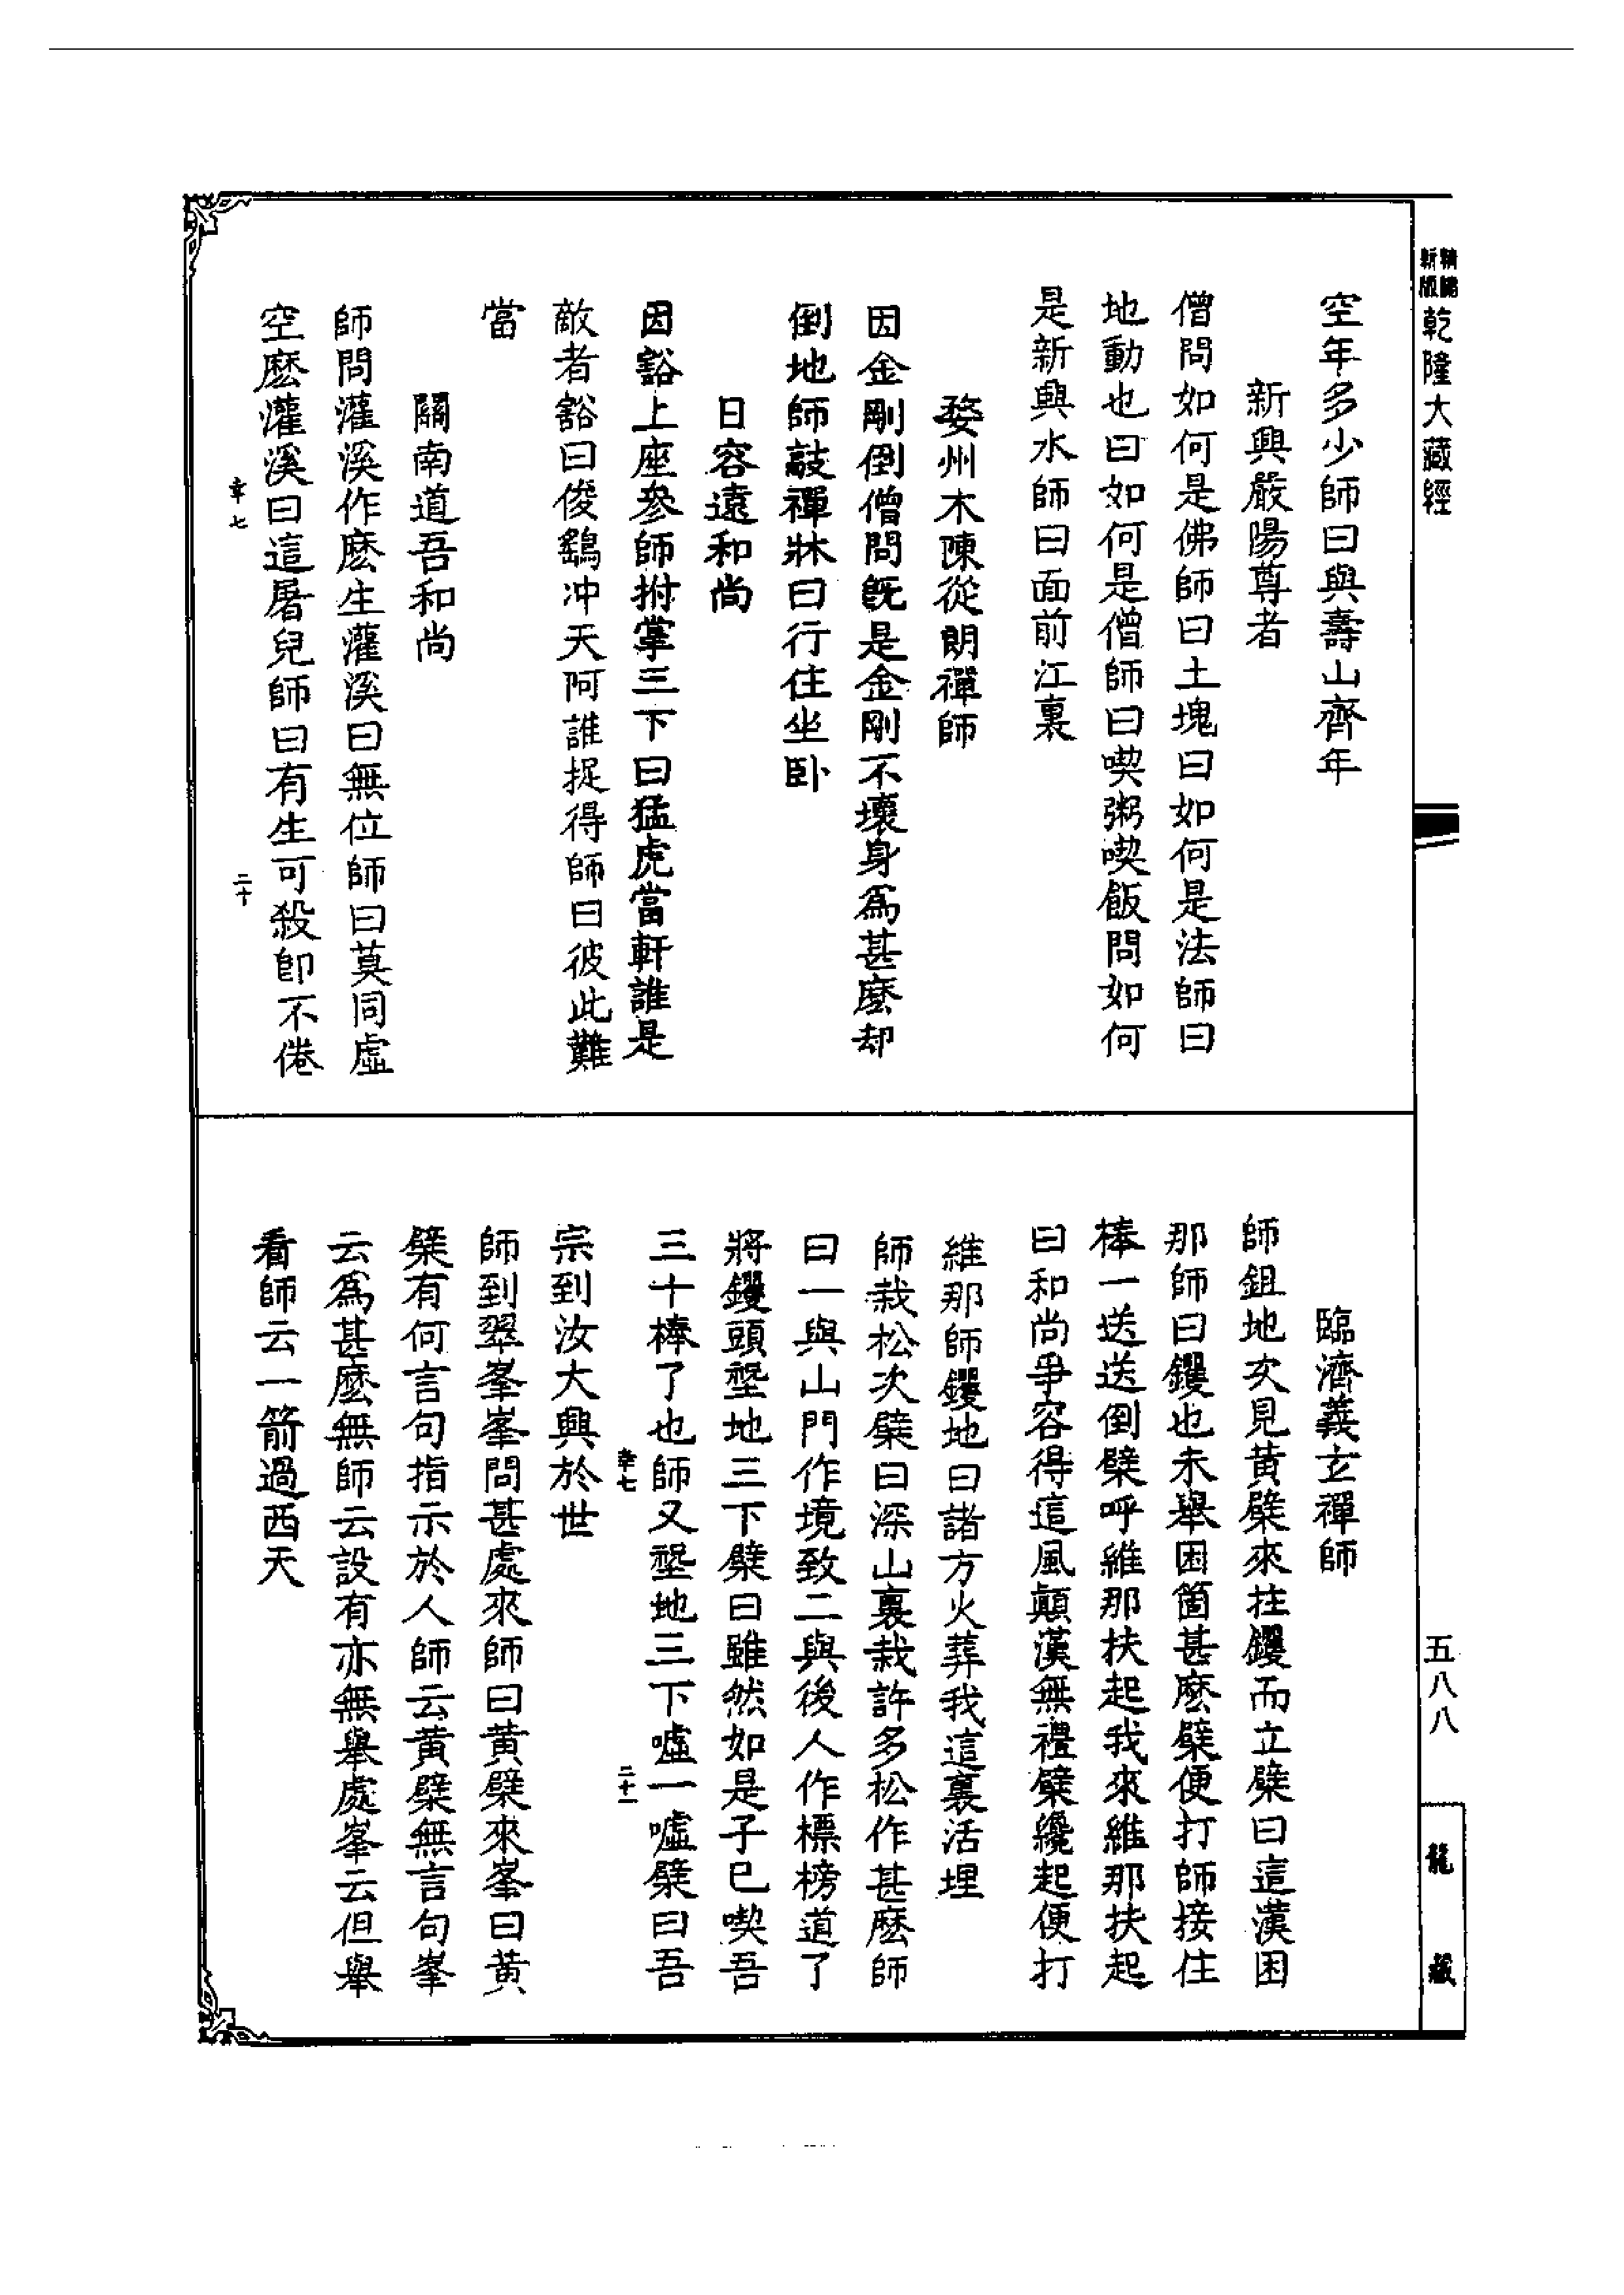 精編
新版
乾隆大藏經
空年多少師曰與壽山齊年
新興嚴陽尊者
僧問如何是佛師曰土塊曰如何是法師曰
地動也曰如何是僧師曰喫粥喫飯問如何
是新興水師曰面前江裏
婺州木陳從朗禪師
因金剛倒僧問旣是金剛不壞身爲甚麽却
倒地師敲禪牀曰行住坐卧
日容遠和尚
因豁上座參師拊掌三下曰猛虎當軒誰是
敵者豁曰俊鷂冲天阿誰捉得師曰彼此難
當
關南道吾和尚
師問灌溪作麽生灌溪曰無位師曰莫同虛
空麽灌溪曰這屠兒師曰有生可殺卽不倦
幸七
二十
臨濟義玄禪師
師鉏地次見黃檗來拄钁而立檗曰這漢困
那師曰钁也未舉困箇甚麽檗便打師接住
棒一送送倒檗呼維那扶起我來維那扶起
曰和尚爭容得這風顛漢無禮檗纔起便打
維那師钁地曰諸方火葬我這裏活埋
師栽松次檗曰深山裏栽許多松作甚麽師
曰一與山門作境致二與後人作標榜道了
將钁頭堲地三下檗曰雖然如是子已喫吾
三十棒了也師又堲地三下噓一噓檗曰吾
幸七
二十一
宗到汝大興於世
師到翠峯峯問甚處來師曰黃檗來峯曰黃
檗有何言句指示於人師云黃檗無言句峯
云爲甚麽無師云設有亦無舉處峯云但舉
看師云一箭過西天
五八八
龍藏